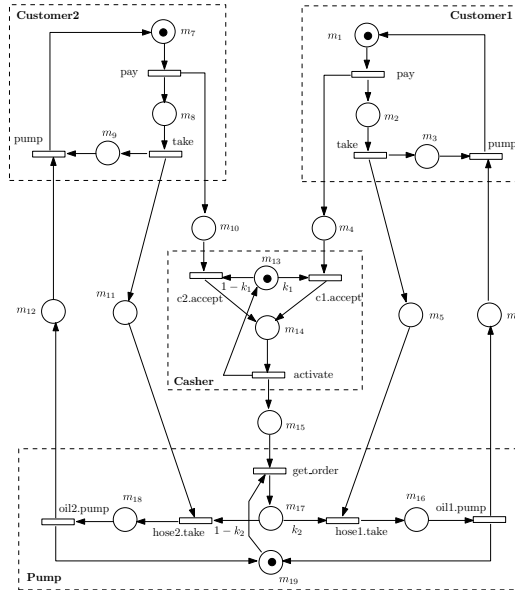 Customer2
Customer1
m7
m1
pay
pay
m8
m2
pump
m9
take
take
m3
pump
m10
m4
m13
1 − k1
k1
c2.accept
c1.accept
m12
m11
m14
m5
m
activate
Casher
m15
get_order
m18
m17
m16
oil2.pump
oil1.pump
hose2.take
1 − k2
k2
hose1.take
Pump
m19